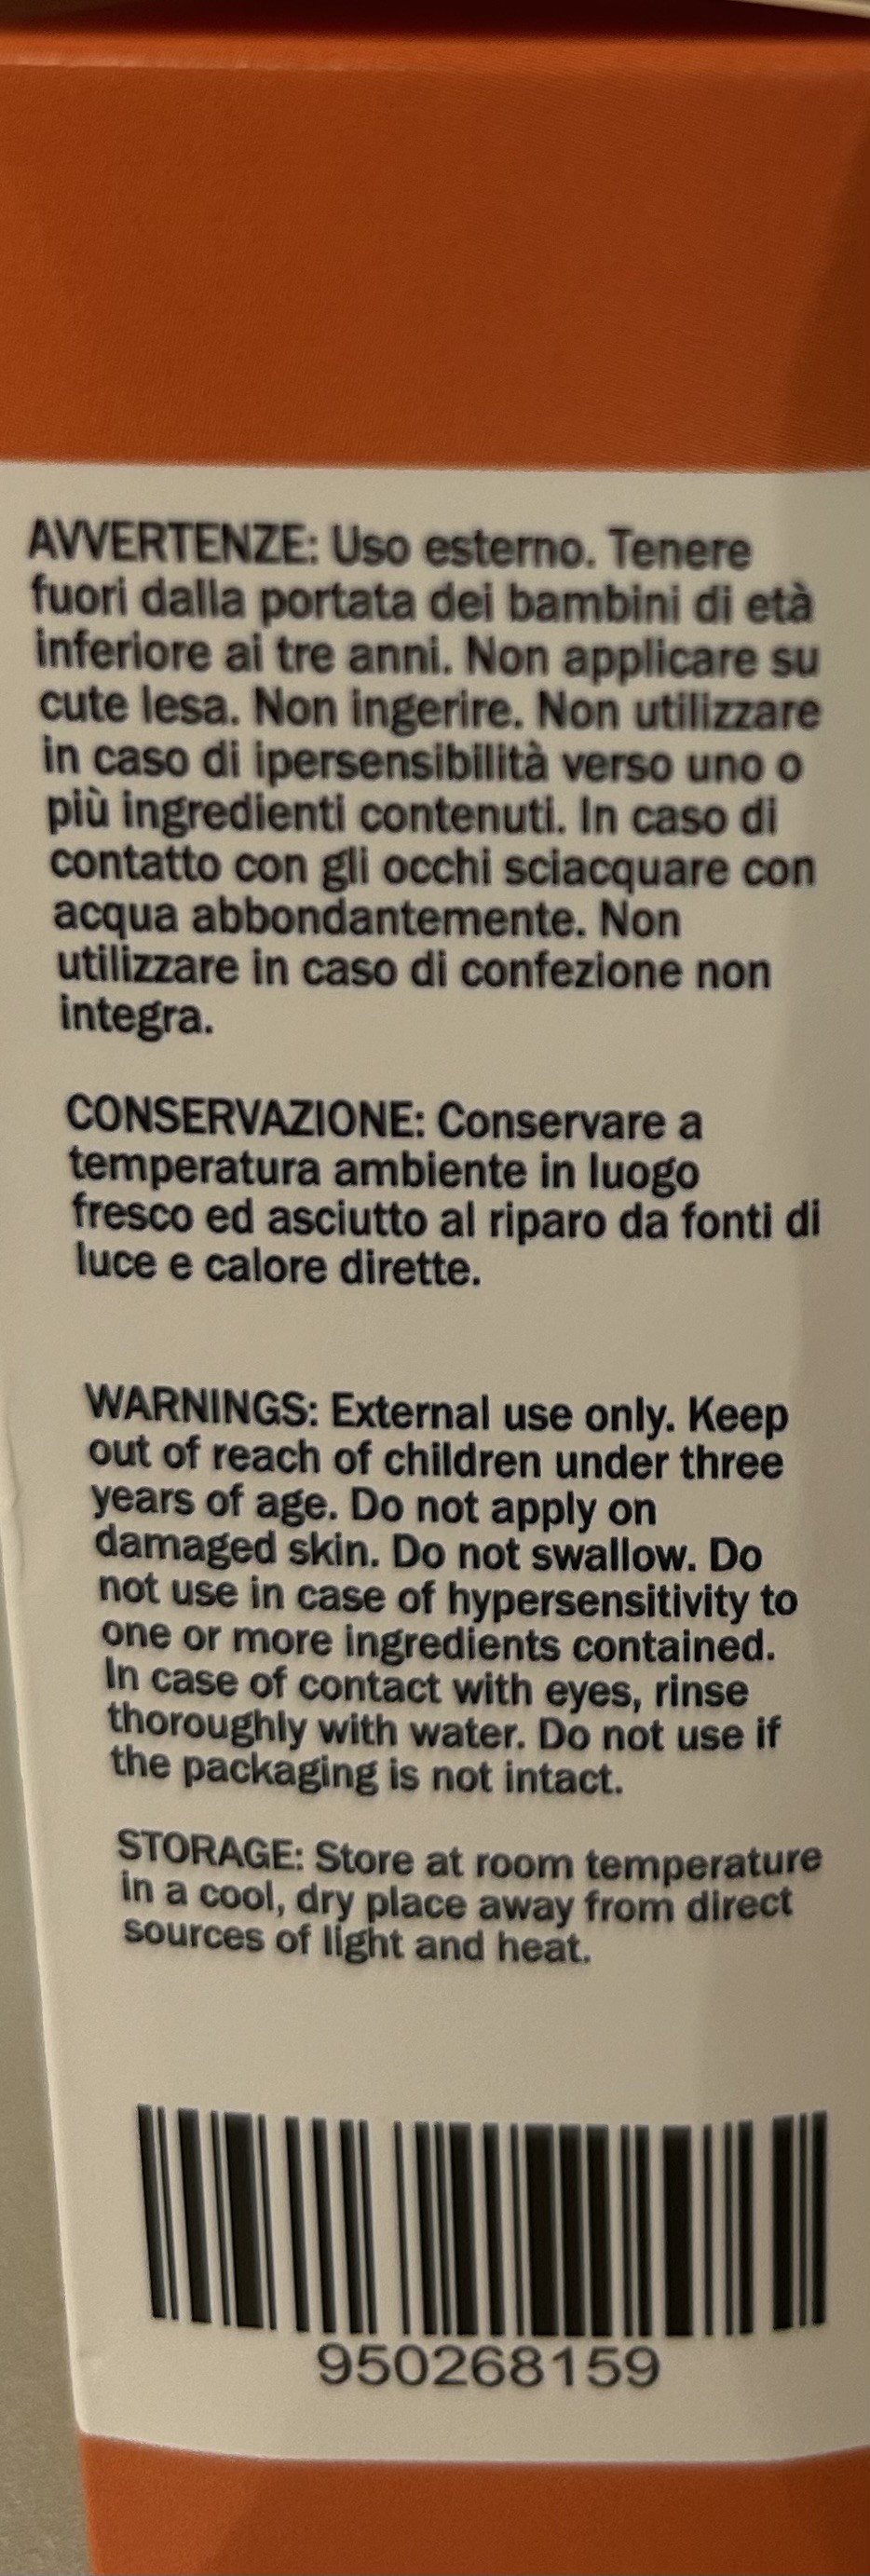 AVVERTENZE: Uso esterno. Tenere
fuori dalla portata dei bambini di età
inferiore ai tre anni. Non applicare su
cute lesa. Non ingerire. Non utilizzare
in caso di ipersensibilità verso uno o
più ingredienti contenuti. In caso di
contatto con gli occhi sciacquare con
acqua abbondantemente. Non
utilizzare in caso di confezione non
integra.
CONSERVAZIONE: Conservare a
temperatura ambiente in luogo
fresco ed asciutto al riparo da fonti di
luce e calore dirette.
WARNINGS: External use only. Keep
out of reach of children under three
years of age. Do not apply on
damaged skin. Do not swallow. Do
not use in case of hypersensitivity to
one or more ingredients contained.
In case of contact with eyes, rinse
thoroughly with water. Do not use if
the packaging is not intact.
STORAGE: Store at room temperature
in a cool, dry place away from direct
sources of light and heat.
950268159